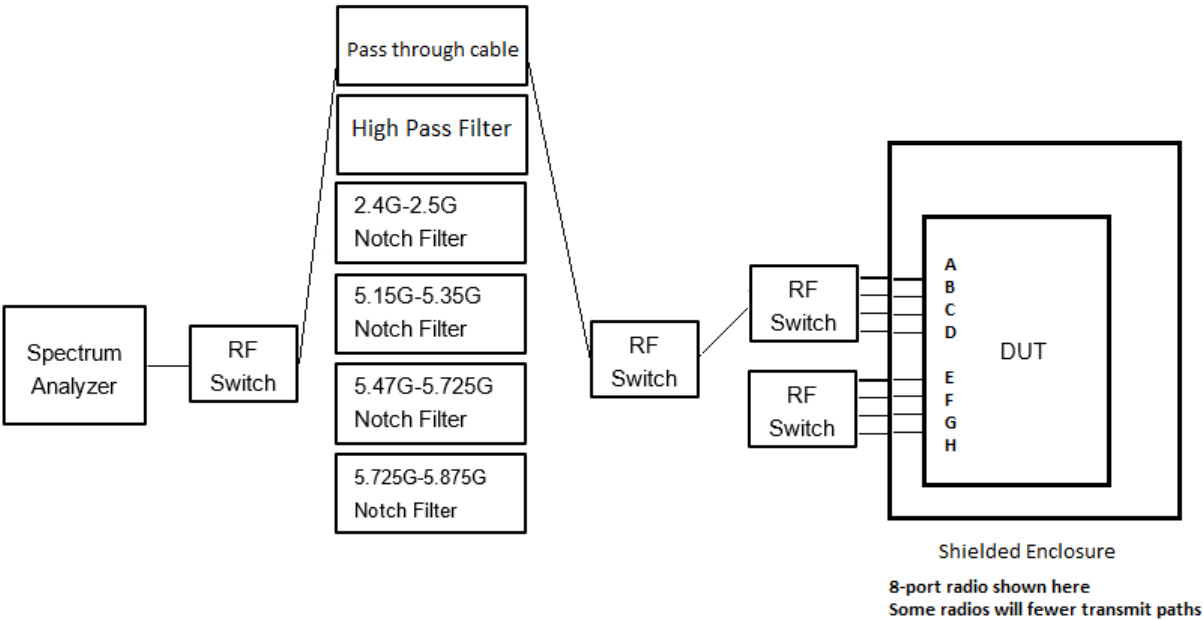 Pass through cable
High Pass Filter
2.4G-2.5G
Notch Filter
5.15G-5.35G
Notch Filter
5.47G-5.725G
Notch Filter
5.725G-5.875G
Notch Filter
Spectrum
Analyzer
RF
Switch
RF
Switch
RF
Switch
RF
Switch
A
B
C
D
E
F
G
H
DUT
Shielded Enclosure
8-port radio shown here
Some radios will fewer transmit paths